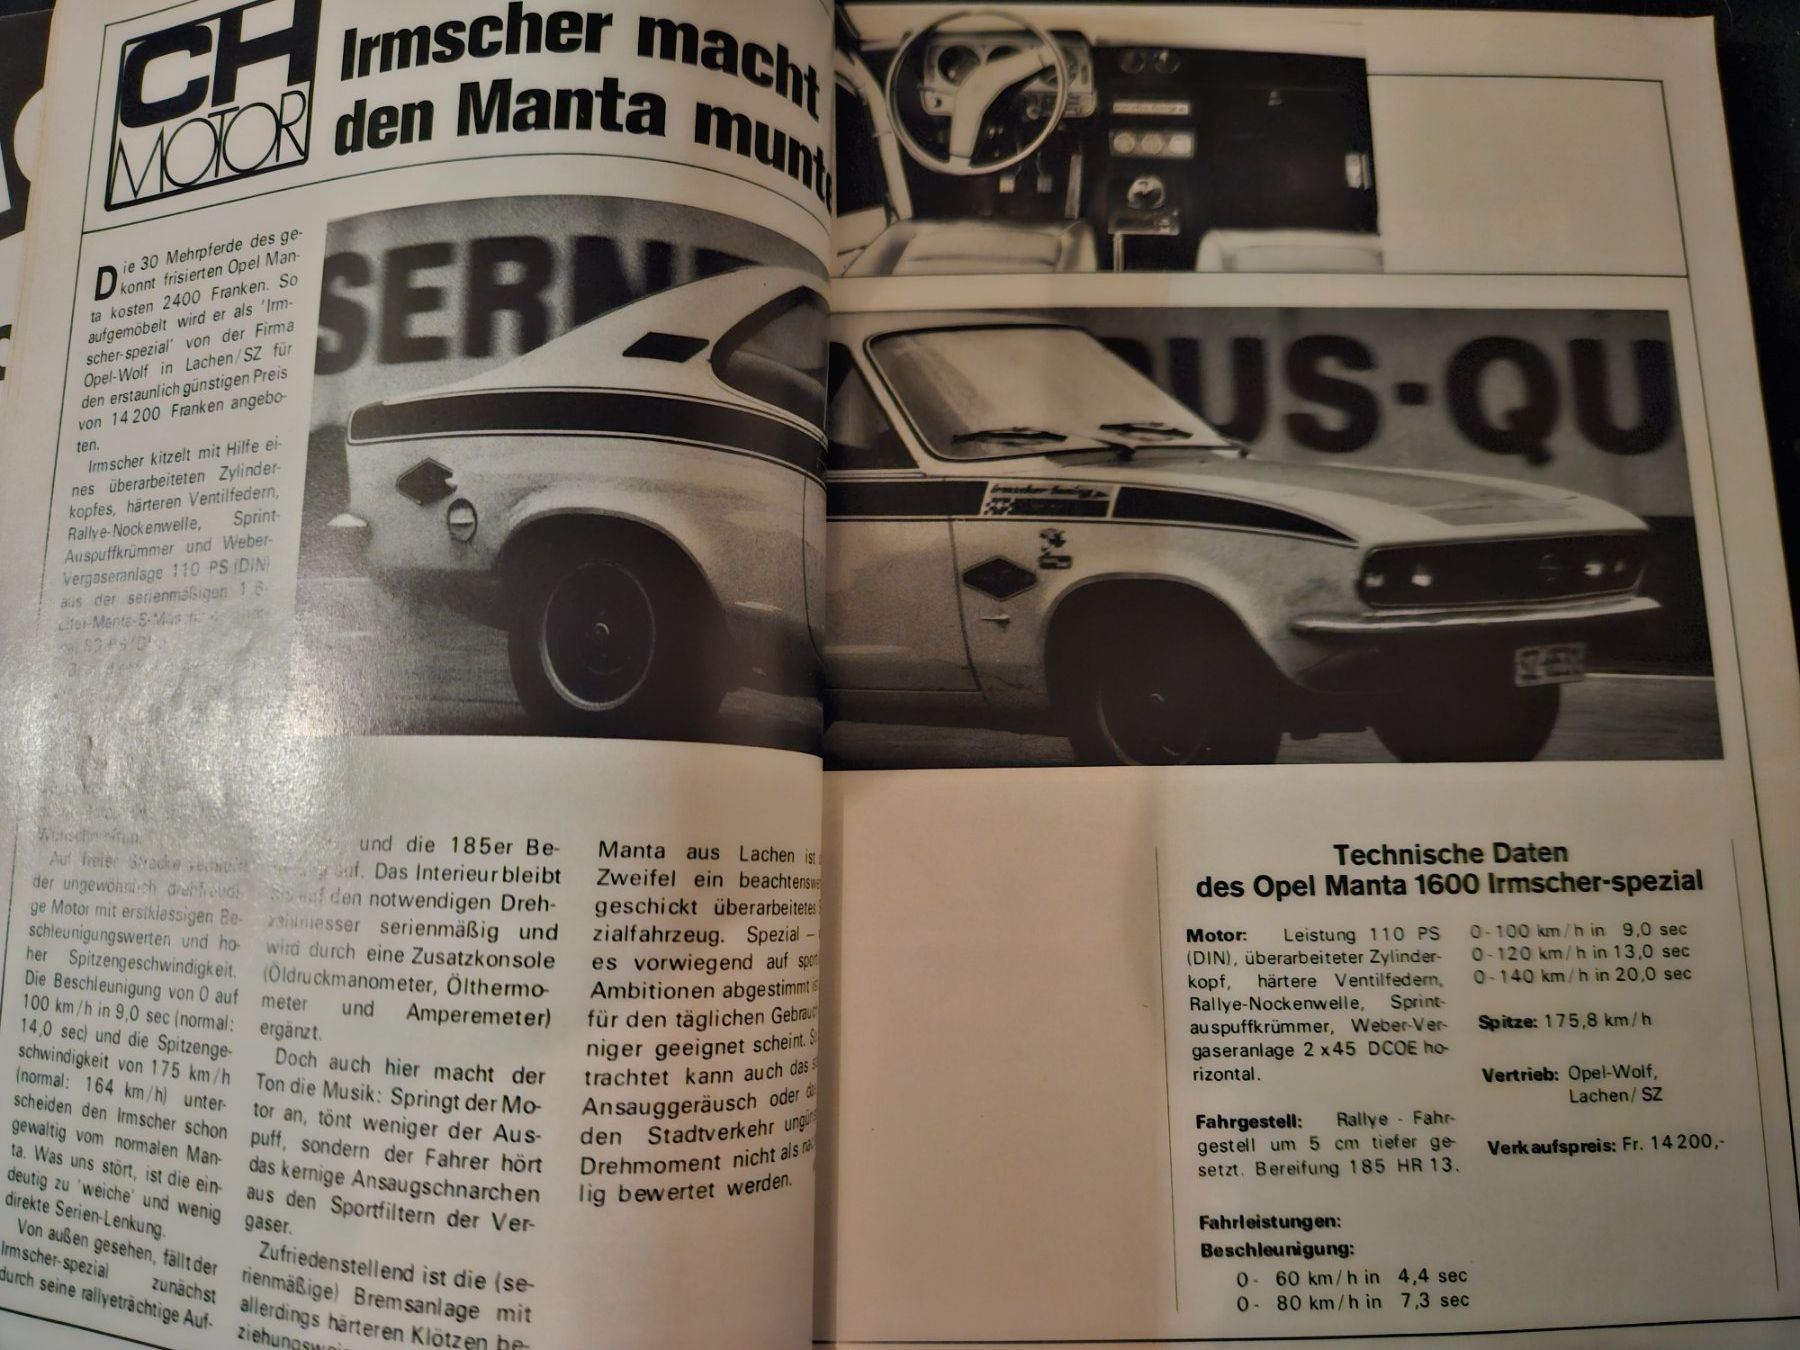 CH
MOTOR
Irmscher macht
den Manta
Die 30 Mehrpferde des ge-
konnt frisierten Opel Man-
ta kosten 2400 Franken. So
aufgemöbelt wird er als 'Irm-
scher-spezial' von der Firma
Opel-Wolf in Lachen/SZ für
den erstaunlich günstigen Preis
von 14 200 Franken angebo-
ten.
Irmscher kitzelt mit Hilfe ei-
nes überarbeiteten Zylinder-
kopfes, härteren Ventilfedern,
Rallye-Nockenwelle, Sprint-
Auspuffkrümmer und Weber-
Vergaseranlage 110 PS (DIN)
aus der serienmäßigen 1,6-
Auf freier Strecke
der ungewöhnlich drehfreudi-
ge Motor mit erstklassigen Be-
schleunigungswerten und ho-
her Spitzengeschwindigkeit.
Die Beschleunigung von 0 auf
100 km/h in 9,0 sec (normal:
14,0 sec) und die Spitzenge-
schwindigkeit von 175 km/h
(normal: 164 km/h) unter-
scheiden den Irmscher schon
gewaltig vom normalen Man-
ta. Was uns stört, ist die ein-
deutig zu 'weiche' und wenig
direkte Serien-Lenkung.
Von außen gesehen, fällt der
Irmscher-spezial zunächst
durch seine rallyeträchtige Auf-
und die 185er Be-
auf. Das Interieur bleibt
bis auf den notwendigen Dreh-
zahlmesser serienmäßig und
wird durch eine Zusatzkonsole
(Öldruckmanometer, Ölthermo-
meter und Amperemeter)
ergänzt.
Doch auch hier macht der
Ton die Musik: Springt der Mo-
tor an, tönt weniger der Aus-
puff, sondern der Fahrer hört
das kernige Ansaugschnarchen
aus den Sportfiltern der Ver-
gaser.
Zufriedenstellend ist die (se-
rienmäßige) Bremsanlage mit
allerdings härteren Klötzen be-
Manta aus Lachen ist
Zweifel ein
geschickt überarbeitetes
zialfahrzeug. Spezial –
es vorwiegend auf
Ambitionen abgestimmt
für den täglichen
niger geeignet scheint.
trachtet kann auch das
Ansauggeräusch oder
den Stadtverkehr
Drehmoment nicht als
lig bewertet werden.
SERN
US·QU
irmscher tuning
Technische Daten
des Opel Manta 1600 Irmscher-spezial
Motor: Leistung 110 PS
(DIN), überarbeiteter Zylinder-
kopf, härtere Ventilfedern,
Rallye-Nockenwelle, Sprint-
auspuffkrümmer, Weber-Ver-
gaseranlage 2 x 45 DCOE ho-
rizontal.
Fahrgestell: Rallye - Fahr-
gestell um 5 cm tiefer ge-
setzt. Bereifung 185 HR 13.
Fahrleistungen:
Beschleunigung:
0- 60 km/h in 4,4 sec
0- 80 km/h in 7,3 sec
0-100 km/h in 9,0 sec
0-120 km/h in 13,0 sec
0-140 km/h in 20,0 sec
Spitze: 175,8 km/h
Vertrieb: Opel-Wolf,
Lachen/SZ
Verkaufspreis: Fr. 14 200,-